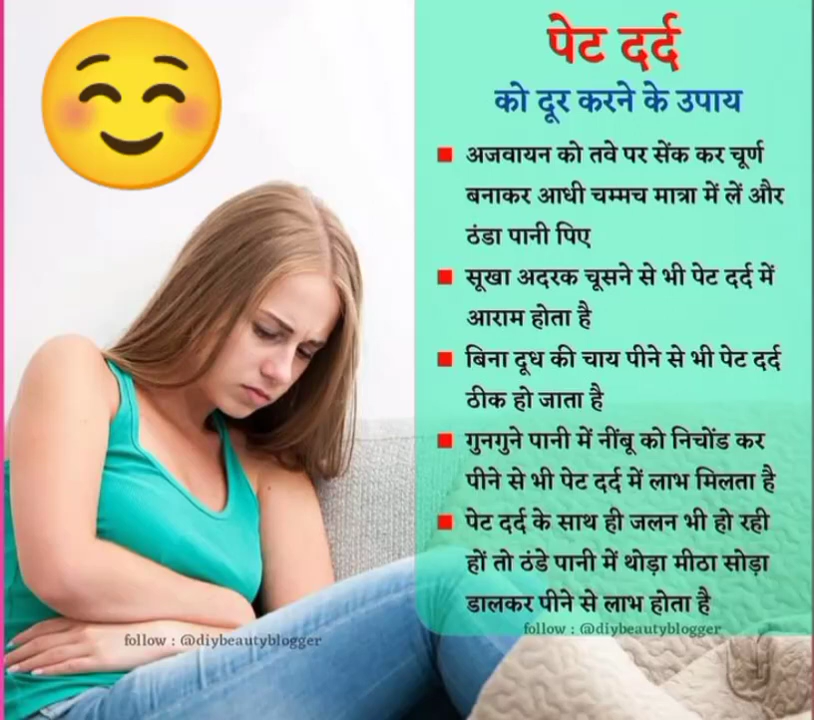 पेट दर्द
को दूर करने के उपाय
■ अजवायन को तवे पर सेंक कर चूर्ण
बनाकर आधी चम्मच मात्रा में लें और
ठंडा पानी पिए
■ सूखा अदरक चूसने से भी पेट दर्द में
आराम होता है
■ बिना दूध की चाय पीने से भी पेट दर्द
ठीक हो जाता है
■ गुनगुने पानी में नींबू को निचोंड कर
पीने से भी पेट दर्द में लाभ मिलता है
■ पेट दर्द के साथ ही जलन भी हो रही
हों तो ठंडे पानी में थोड़ा मीठा सोड़ा
डालकर पीने से लाभ होता है
follow : @diybeautyblogger
follow : @diybeautyblogger